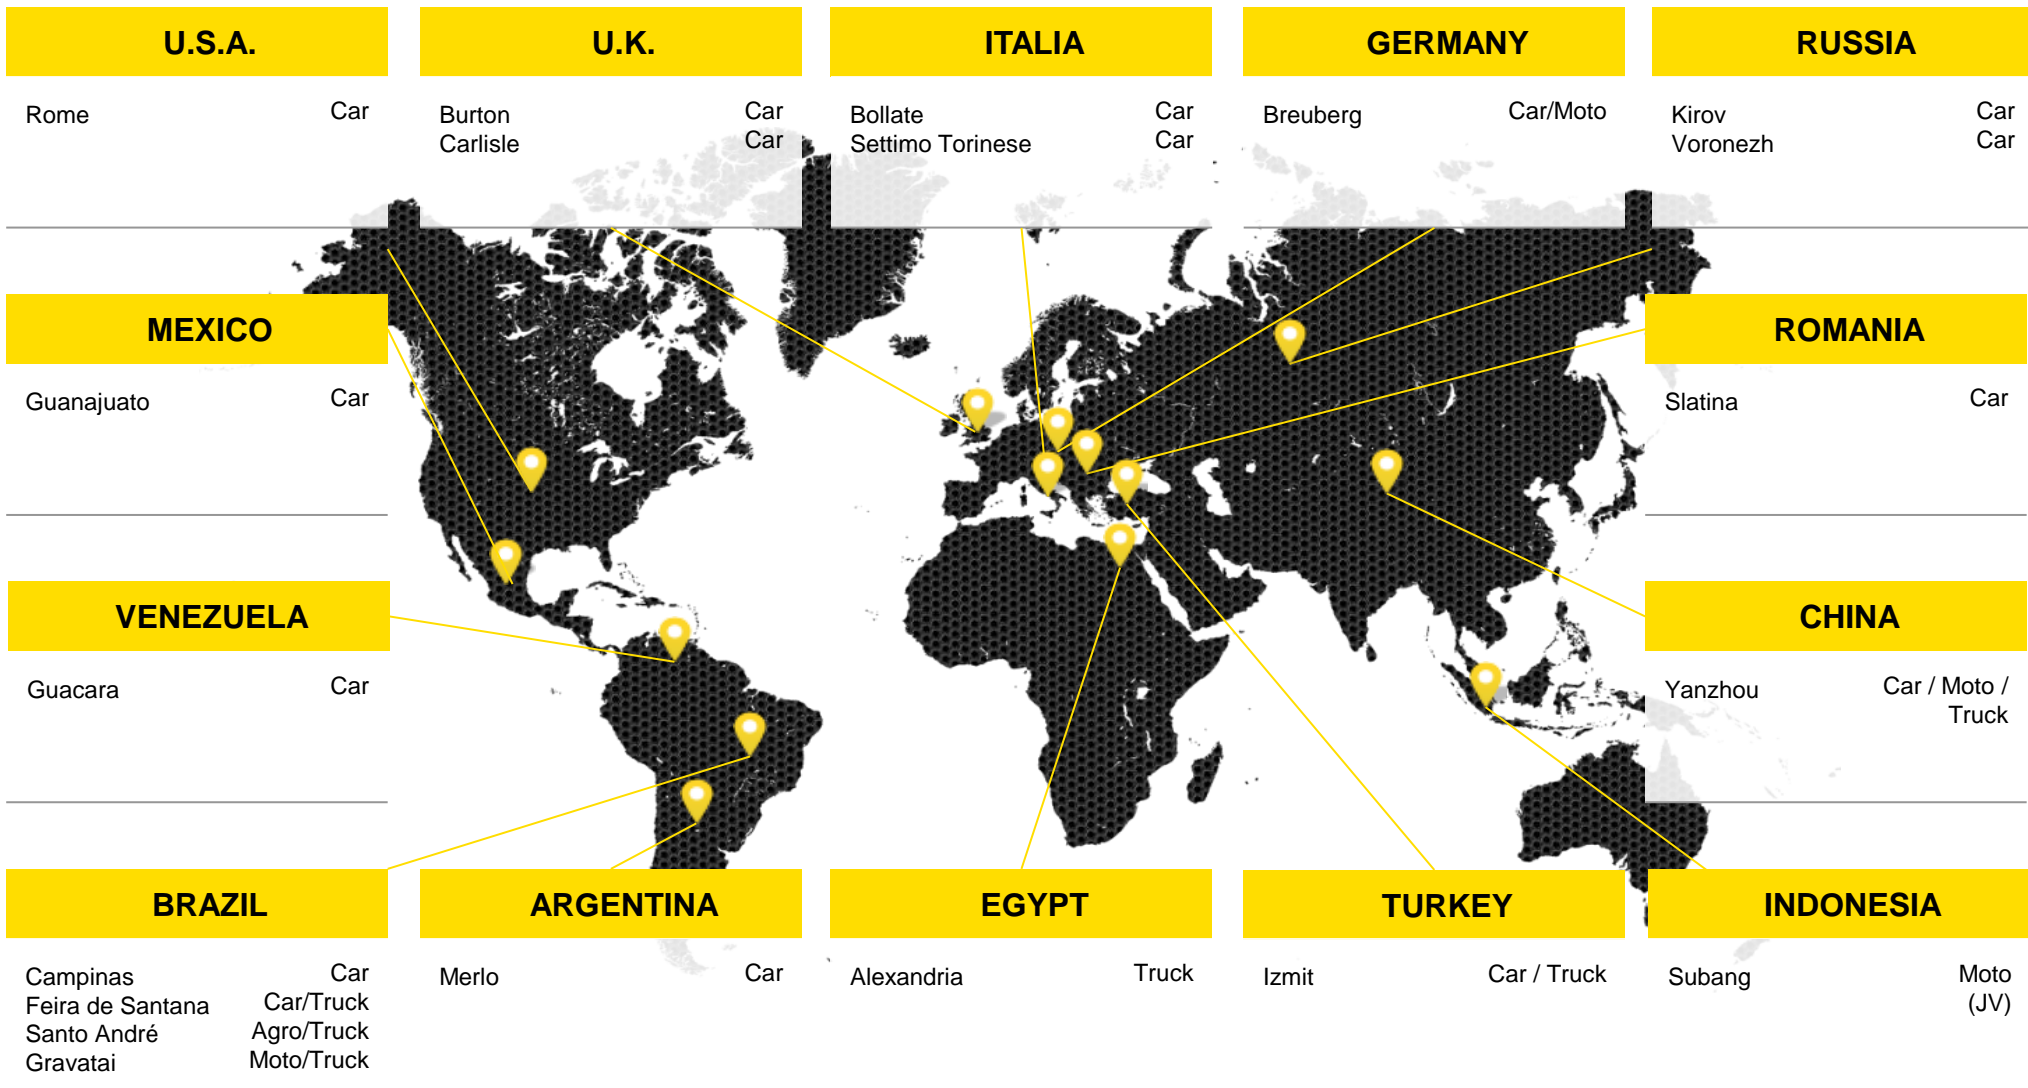 U.S.A.
Rome Car
U.K.
Burton Car
Carlisle Car
ITALIA
Bollate Car
Settimo Torinese Car
GERMANY
Breuberg Car/Moto
RUSSIA
Kirov Car
Voronezh Car
MEXICO
Guanajuato Car
ROMANIA
Slatina Car
VENEZUELA
Guacara Car
CHINA
Yanzhou Car / Moto /
Truck
BRAZIL
Campinas Car
Feira de Santana Car/Truck
Santo André Agro/Truck
Gravatai Moto/Truck
ARGENTINA
Merlo Car
EGYPT
Alexandria Truck
TURKEY
Izmit Car / Truck
INDONESIA
Subang Moto
(JV)